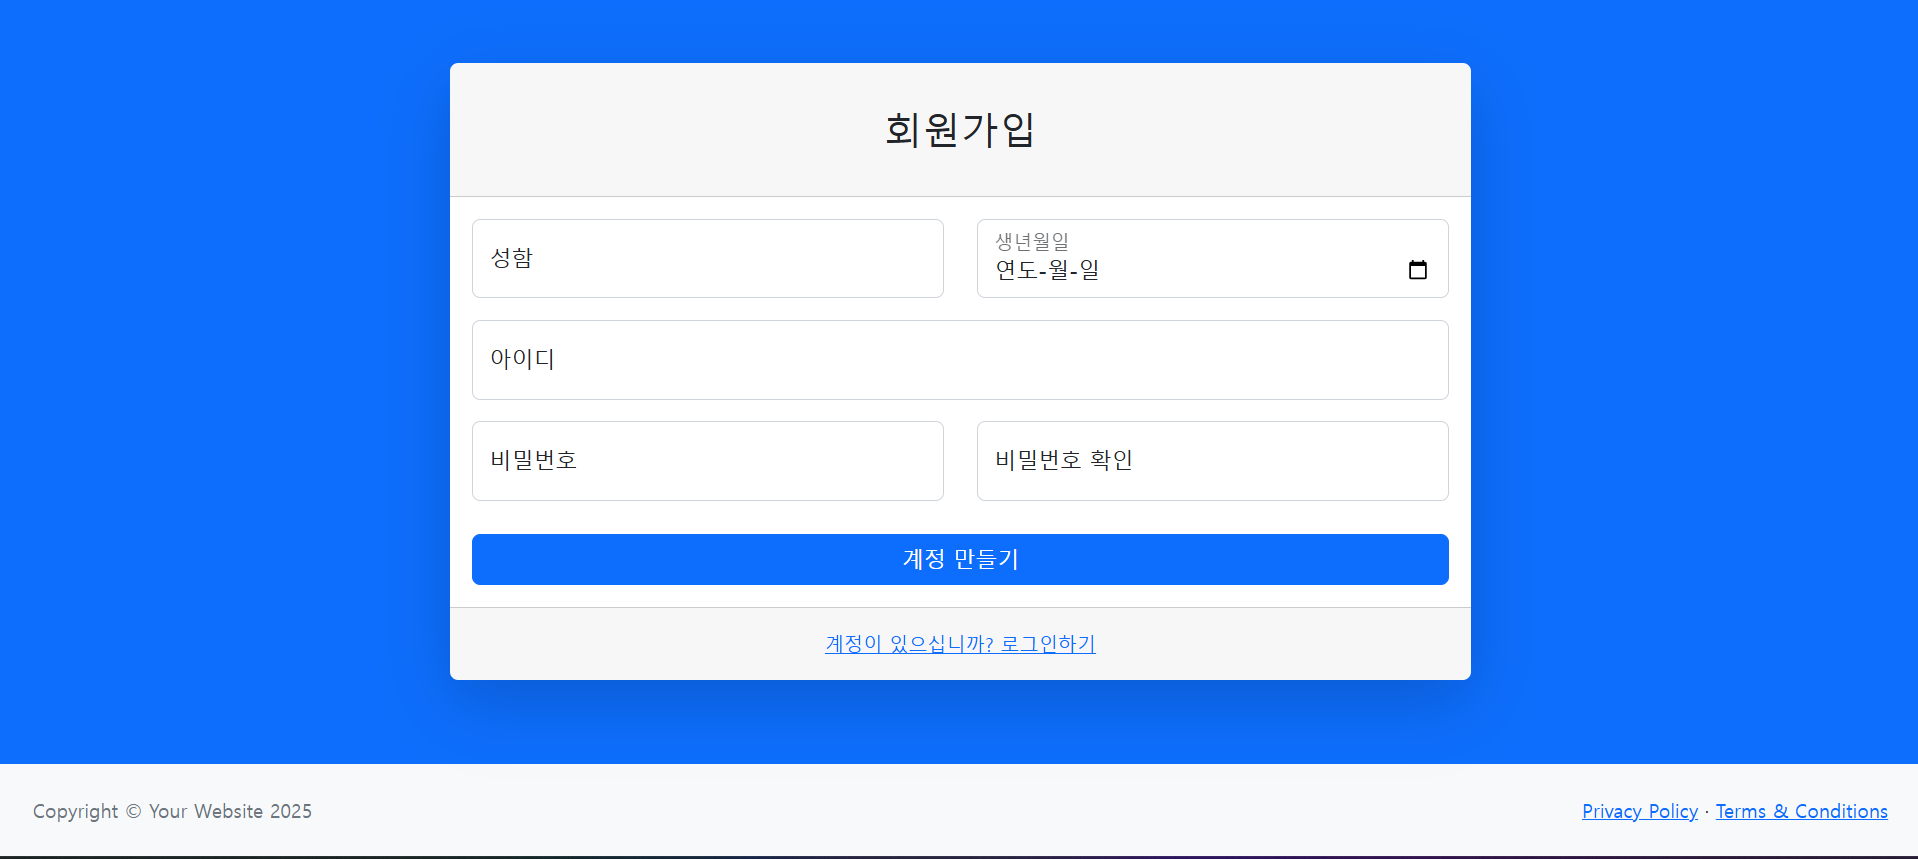 회원가입
성함
생년월일
연도-월-일
아이디
비밀번호
비밀번호 확인
계정 만들기
계정이 있으십니까? 로그인하기
Copyright © Your Website 2025
Privacy Policy · Terms & Conditions